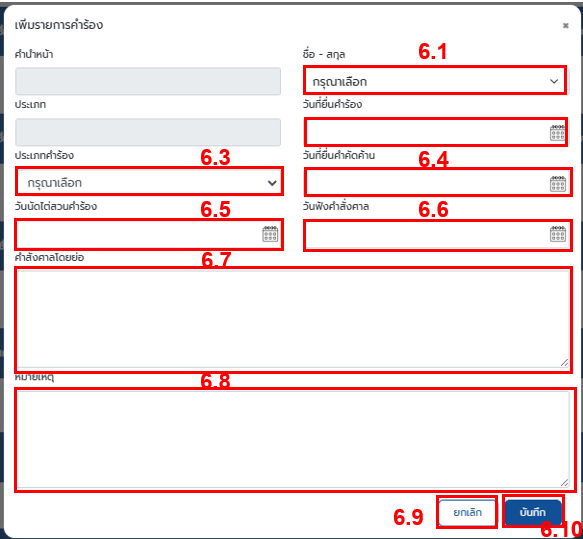 เพิ่มรายการคำร้อง ×
คำนำหน้า
ชื่อ - สกุล 6.1
กรุณาเลือก
ประเภท
วันที่ยื่นคำร้อง
ประเภทคำร้อง 6.3
วันที่ยื่นคำคัดค้าน 6.4
กรุณาเลือก
วันนัดไต่สวนคำร้อง 6.5
วันฟังคำสั่งศาล 6.6
คำสั่งศาลโดยย่อ 6.7
หมายเหตุ 6.8
6.9 ยกเลิก บันทึก 6.10